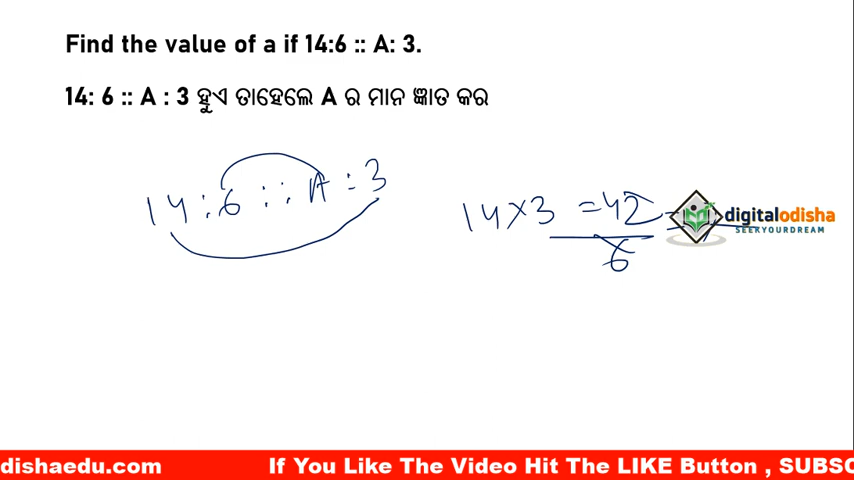 Find the value of a if 14:6 :: A: 3.
14: 6 :: A : 3 ହୁଏ ତାହେଲେ A ର ମାନ ଜ୍ଞାତ କର
14 : 6 :: A : 3
14×3 =42
6
digitalodisha
SEEKYOURDREAM
dishaedu.com If You Like The Video Hit The LIKE Button , SUBSC